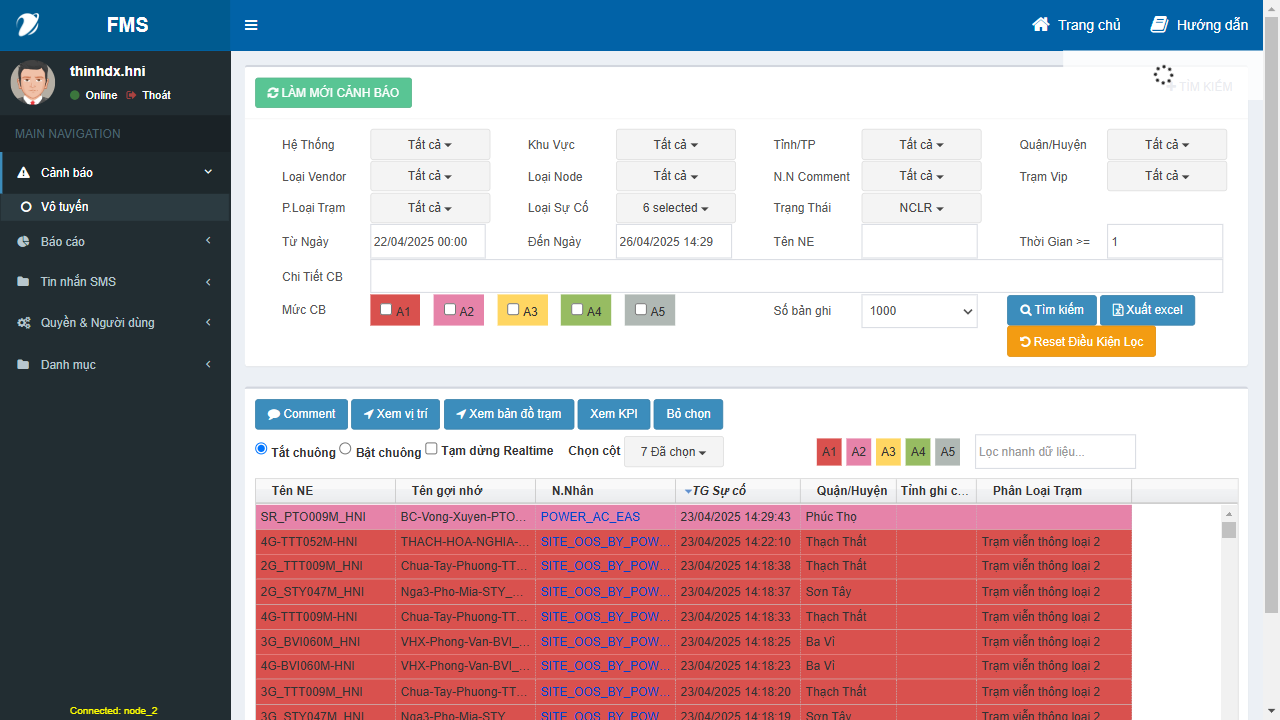 FMS
Trang chủ
Hướng dẫn
thinhdx.hni
Online Thoát
MAIN NAVIGATION
Cảnh báo
Vô tuyến
Báo cáo
Tin nhắn SMS
Quyền & Người dùng
Danh mục
Connected: node_2
LÀM MỚI CẢNH BÁO
+ TÌM KIẾM
Hệ Thống Tất cả Khu Vực Tất cả Tỉnh/TP Tất cả Quận/Huyện Tất cả
Loại Vendor Tất cả Loại Node Tất cả N.N Comment Tất cả Trạm Vip Tất cả
P.Loại Trạm Tất cả Loại Sự Cố 6 selected Trạng Thái NCLR
Từ Ngày 22/04/2025 00:00 Đến Ngày 26/04/2025 14:29 Tên NE Thời Gian >= 1
Chi Tiết CB
Mức CB A1 A2 A3 A4 A5 Số bản ghi 1000 Tìm kiếm Xuất excel
Reset Điều Kiện Lọc
Comment Xem vị trí Xem bản đồ trạm Xem KPI Bỏ chọn
Tắt chuông Bật chuông Tạm dừng Realtime Chọn cột 7 Đã chọn A1 A2 A3 A4 A5 Lọc nhanh dữ liệu...
Tên NE Tên gợi nhớ N.Nhân TG Sự cố Quận/Huyện Tỉnh ghi c... Phân Loại Trạm
SR_PTO009M_HNI BC-Vong-Xuyen-PTO... POWER_AC_EAS 23/04/2025 14:29:43 Phúc Thọ
4G-TTT052M-HNI THACH-HOA-NGHIA-... SITE_OOS_BY_POW... 23/04/2025 14:22:10 Thạch Thất Trạm viễn thông loại 2
2G_TTT009M_HNI Chua-Tay-Phuong-TT... SITE_OOS_BY_POW... 23/04/2025 14:18:38 Thạch Thất Trạm viễn thông loại 2
2G_STY047M_HNI Nga3-Pho-Mia-STY_... SITE_OOS_BY_POW... 23/04/2025 14:18:37 Sơn Tây Trạm viễn thông loại 2
4G-TTT009M-HNI Chua-Tay-Phuong-TT... SITE_OOS_BY_POW... 23/04/2025 14:18:33 Thạch Thất Trạm viễn thông loại 2
3G_BVI060M_HNI VHX-Phong-Van-BVI_... SITE_OOS_BY_POW... 23/04/2025 14:18:25 Ba Vì Trạm viễn thông loại 2
4G-BVI060M-HNI VHX-Phong-Van-BVI_... SITE_OOS_BY_POW... 23/04/2025 14:18:23 Ba Vì Trạm viễn thông loại 2
3G_TTT009M_HNI Chua-Tay-Phuong-TT... SITE_OOS_BY_POW... 23/04/2025 14:18:20 Thạch Thất Trạm viễn thông loại 2
3G_STY047M_HNI Nga3-Pho-Mia-STY_... SITE_OOS_BY_POW... 23/04/2025 14:18:19 Sơn Tây Trạm viễn thông loại 2